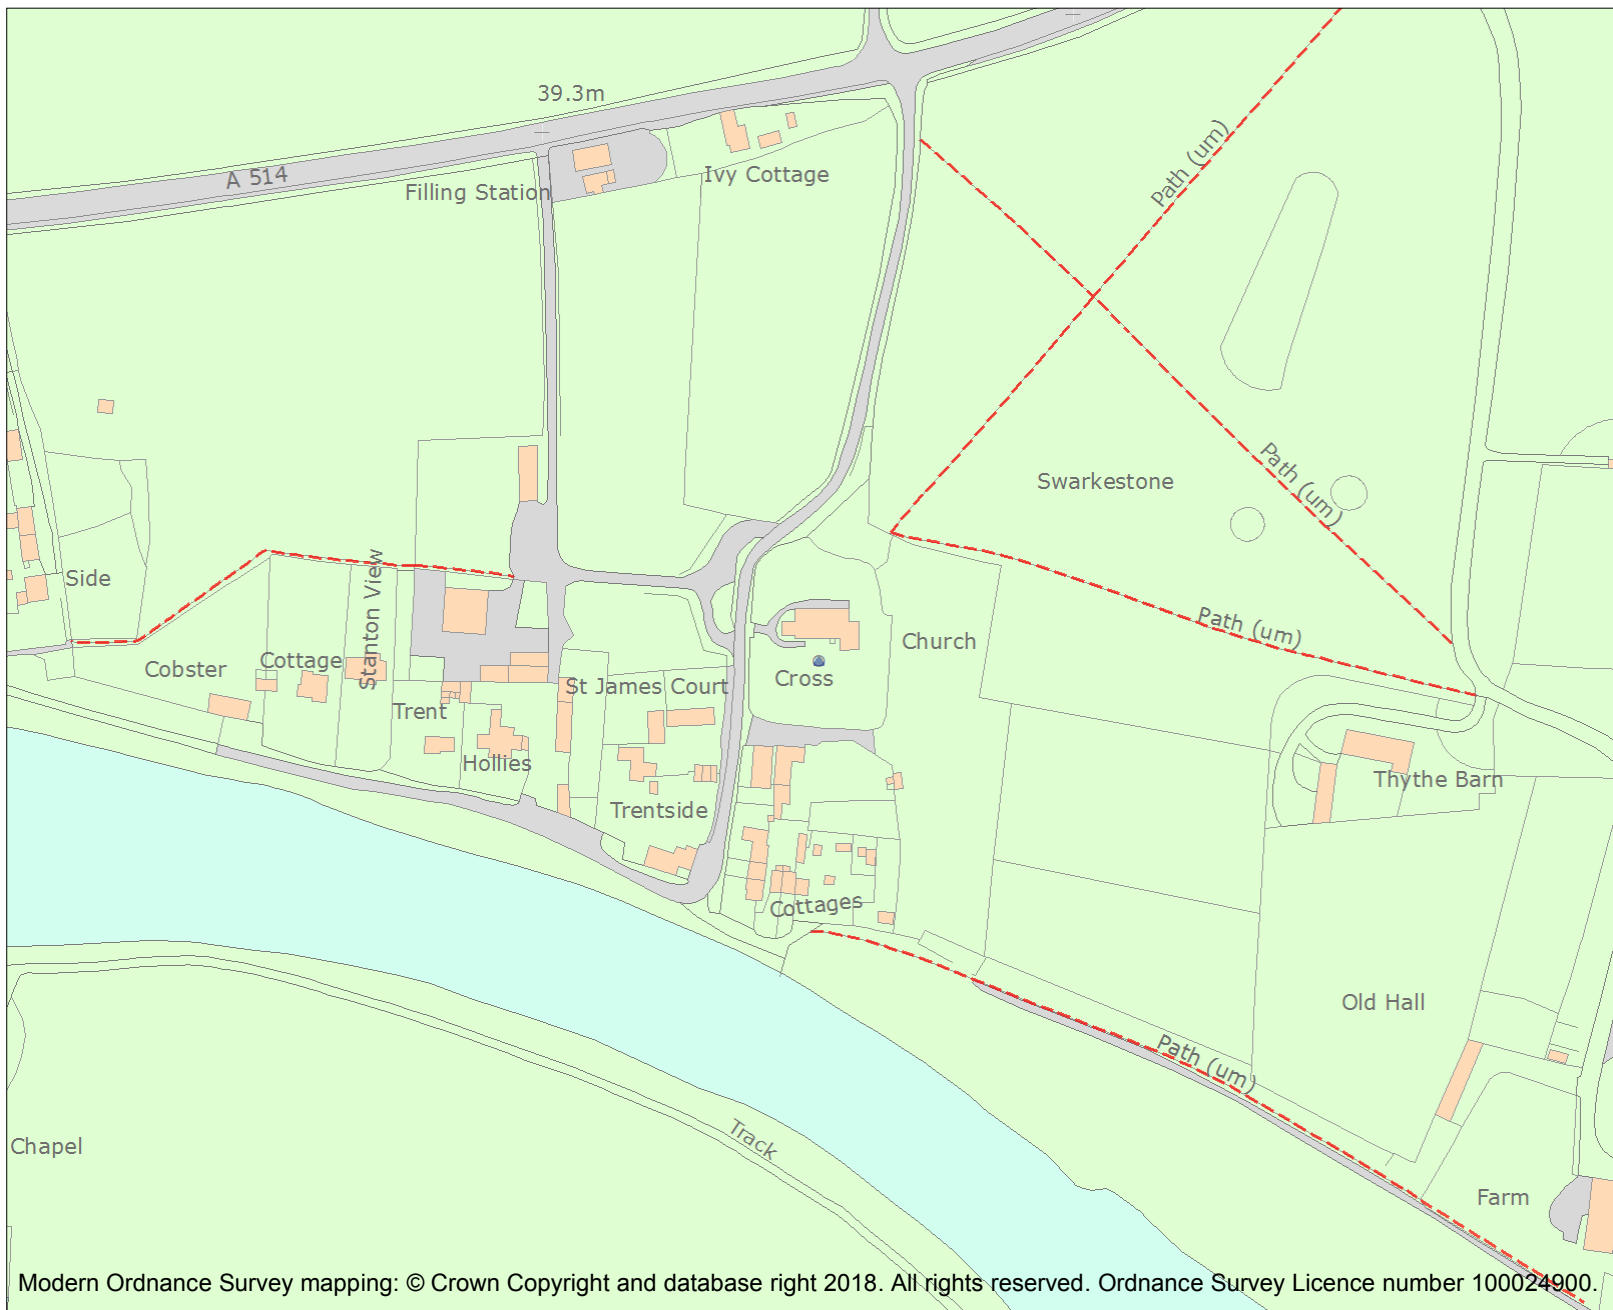 39.3m
A 514
Filling Station
Ivy Cottage
Path (um)
Path (um)
Swarkestone
Side
Stanton View
Cobster
Cottage
Trent
Hollies
St James Court
Trentside
Church
Cross
Path (um)
Thythe Barn
Cottages
Old Hall
Path (um)
Track
Chapel
Farm
Modern Ordnance Survey mapping: © Crown Copyright and database right 2018. All rights reserved. Ordnance Survey Licence number 100024900.